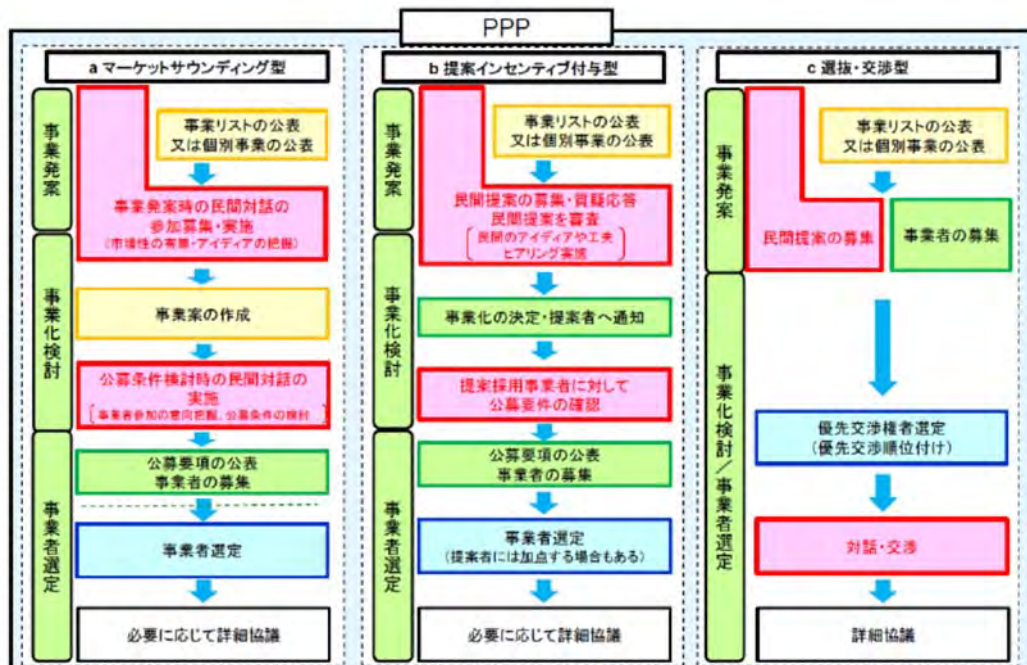 PPP
a マーケットサウンディング型
事業発案
事業リストの公表
又は個別事業の公表
事業発案時の民間対話の
参加募集・実施
(市場性の有無・アイディアの把握)
事業化検討
事業案の作成
公募条件検討時の民間対話の
実施
事業者参加の意向把握、公募条件の検討
事業者選定
公募要項の公表
事業者の募集
事業者選定
必要に応じて詳細協議
b 提案インセンティブ付与型
事業発案
事業リストの公表
又は個別事業の公表
民間提案の募集・質疑応答
民間提案を審査
民間のアイディアや工夫
ヒアリング実施
事業化検討
事業化の決定・提案者へ通知
提案採用事業者に対して
公募要件の確認
事業者選定
公募要項の公表
事業者の募集
事業者選定
(提案者には加点する場合もある)
必要に応じて詳細協議
c 選抜・交渉型
事業発案
事業リストの公表
又は個別事業の公表
民間提案の募集
事業者の募集
事業化検討/事業者選定
優先交渉権者選定
(優先交渉順位付け)
対話・交渉
詳細協議